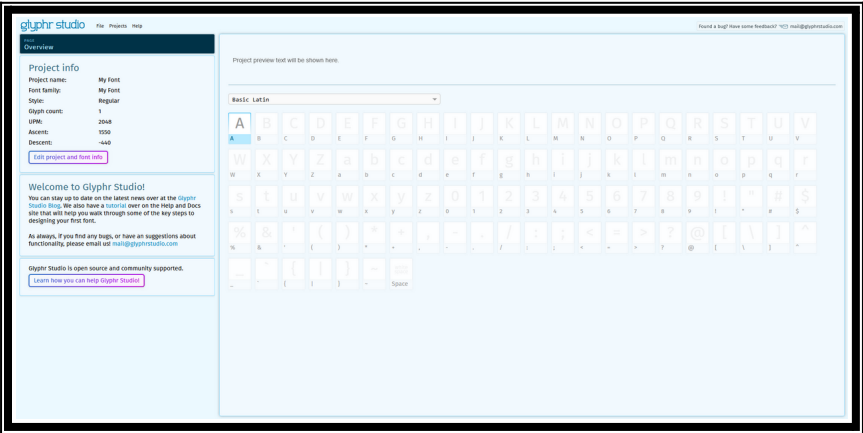 glyphr studio File Projects Help
Found a bug? Have some feedback? mail@glyphrstudio.com
PAGE
Overview
Project info
Project name: My Font
Font family: My Font
Style: Regular
Glyph count: 1
UPM: 2048
Ascent: 1550
Descent: -440
Edit project and font info
Welcome to Glyphr Studio!
You can stay up to date on the latest news over at the Glyphr
Studio Blog. We also have a tutorial over on the Help and Docs
site that will help you walk through some of the key steps to
designing your first font.
As always, if you find any bugs, or have an suggestions about
functionality, please email us! mail@glyphrstudio.com
Glyphr Studio is open source and community supported.
Learn how you can help Glyphr Studio!
Project preview text will be shown here.
Basic Latin
A B C D E F G H I J K L M N O P Q R S T U V
A B C D E F G H I J K L M N O P Q R S T U V
W X Y Z a b c d e f g h i j k l m n o p q r
W X Y Z a b c d e f g h i j k l m n o p q r
s t u v w x y z 0 1 2 3 4 5 6 7 8 9 ! " # $
s t u v w x y z 0 1 2 3 4 5 6 7 8 9 ! " # $
% & ' ( ) * + , - . / : ; < = > ? @ [ \ ] ^
% & ' ( ) * + , - . / : ; < = > ? @ [ \ ] ^
_ ` { | } ~
_ ` { | } ~ Space